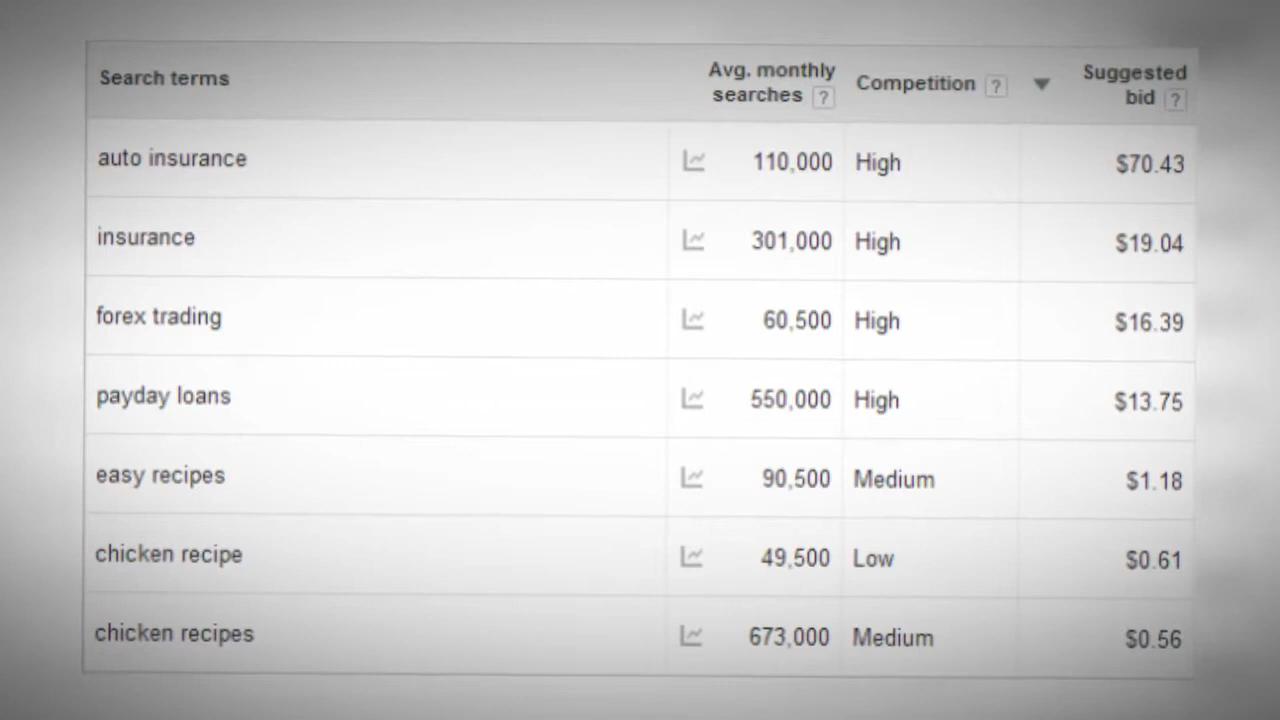 Search terms Avg. monthly searches ? Competition ? ▼ Suggested bid ?
auto insurance 110,000 High $70.43
insurance 301,000 High $19.04
forex trading 60,500 High $16.39
payday loans 550,000 High $13.75
easy recipes 90,500 Medium $1.18
chicken recipe 49,500 Low $0.61
chicken recipes 673,000 Medium $0.56